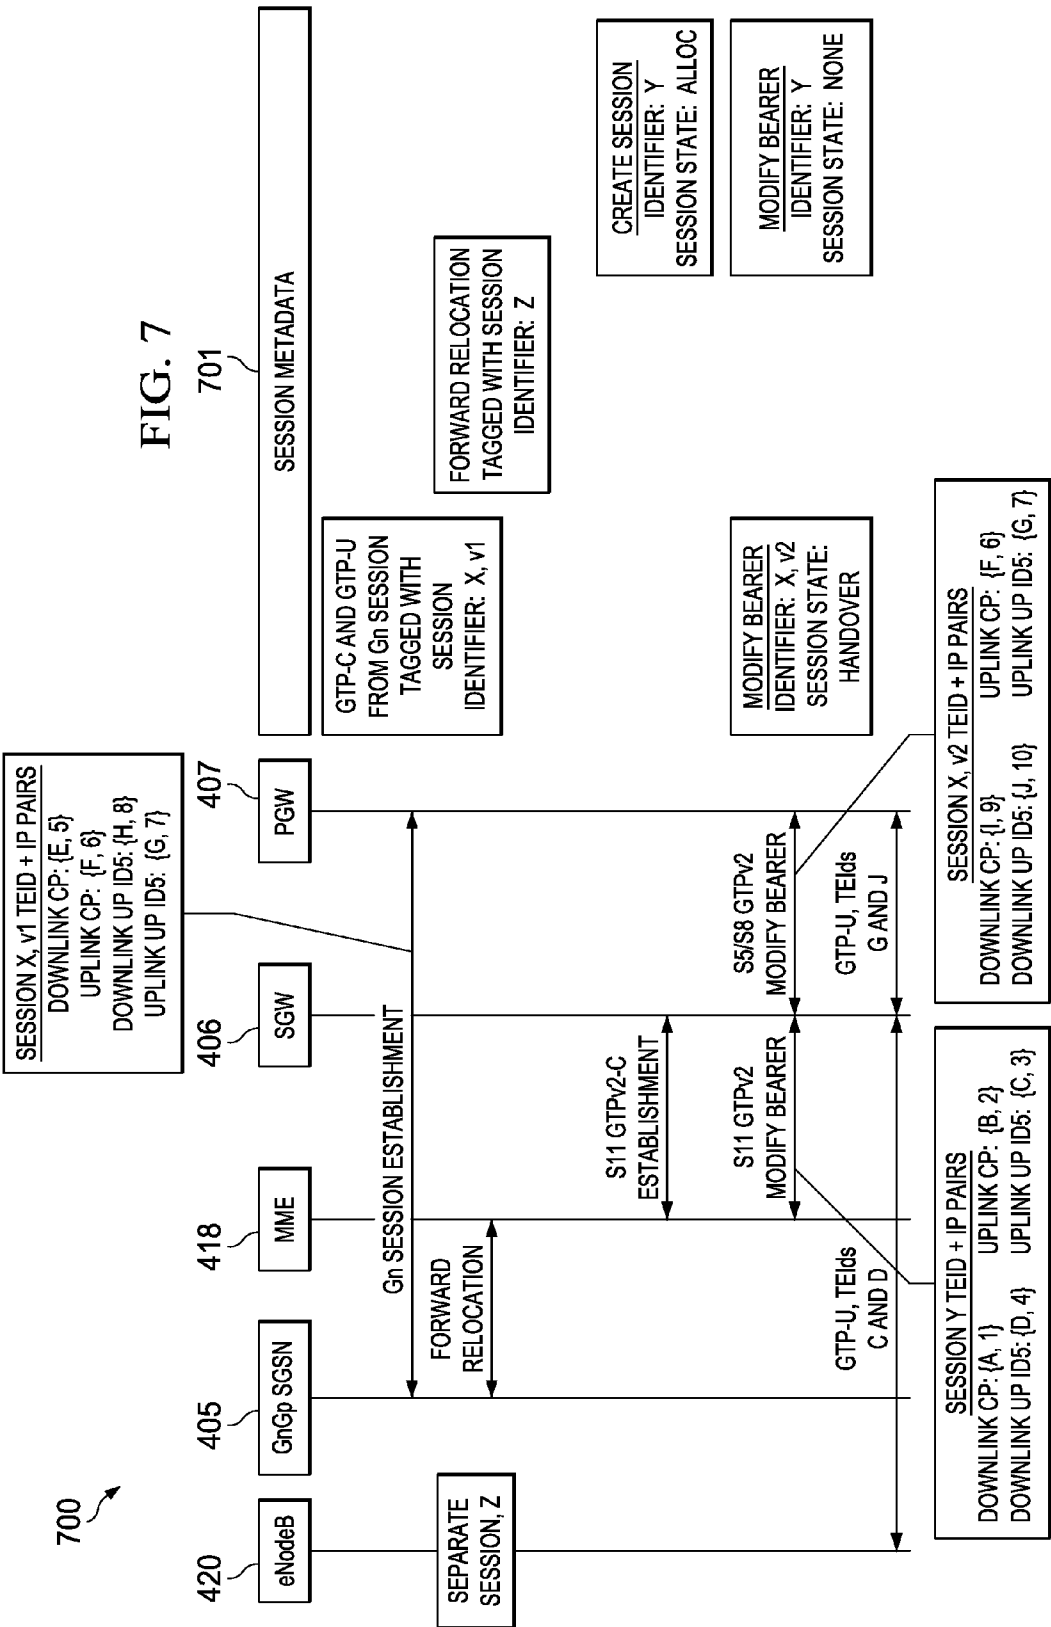 FIG. 7
700
420
eNodeB
405
GnGp SGSN
418
MME
406
SGW
407
PGW
701
SESSION METADATA
SESSION X, v1 TEID + IP PAIRS
DOWNLINK CP: {E, 5}
UPLINK CP: {F, 6}
DOWNLINK UP ID5: {H, 8}
UPLINK UP ID5: {G, 7}
Gn SESSION ESTABLISHMENT
GTP-C AND GTP-U
FROM Gn SESSION
TAGGED WITH
SESSION
IDENTIFIER: X, v1
SEPARATE
SESSION, Z
FORWARD
RELOCATION
FORWARD RELOCATION
TAGGED WITH SESSION
IDENTIFIER: Z
S11 GTPv2-C
ESTABLISHMENT
CREATE SESSION
IDENTIFIER: Y
SESSION STATE: ALLOC
S11 GTPv2
MODIFY BEARER
S5/S8 GTPv2
MODIFY BEARER
MODIFY BEARER
IDENTIFIER: X, v2
SESSION STATE:
HANDOVER
MODIFY BEARER
IDENTIFIER: Y
SESSION STATE: NONE
GTP-U, TEIds
C AND D
GTP-U, TEIds
G AND J
SESSION Y TEID + IP PAIRS
DOWNLINK CP: {A, 1} UPLINK CP: {B, 2}
DOWNLINK UP ID5: {D, 4} UPLINK UP ID5: {C, 3}
SESSION X, v2 TEID + IP PAIRS
DOWNLINK CP: {I, 9} UPLINK CP: {F, 6}
DOWNLINK UP ID5: {J, 10} UPLINK UP ID5: {G, 7}